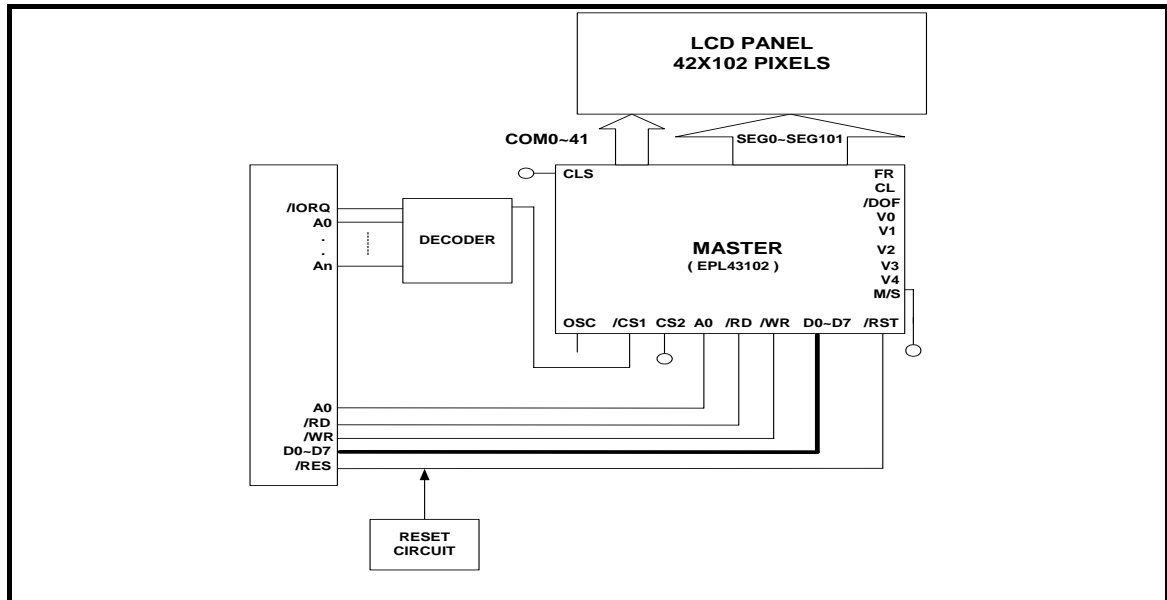 LCD PANEL
42X102 PIXELS
COM0~41
SEG0~SEG101
CLS
FR
CL
/DOF
V0
V1
V2
V3
V4
M/S
MASTER
( EPL43102 )
/IORQ
A0
.
.
An
DECODER
OSC /CS1 CS2 A0 /RD /WR D0~D7 /RST
A0
/RD
/WR
D0~D7
/RES
RESET
CIRCUIT